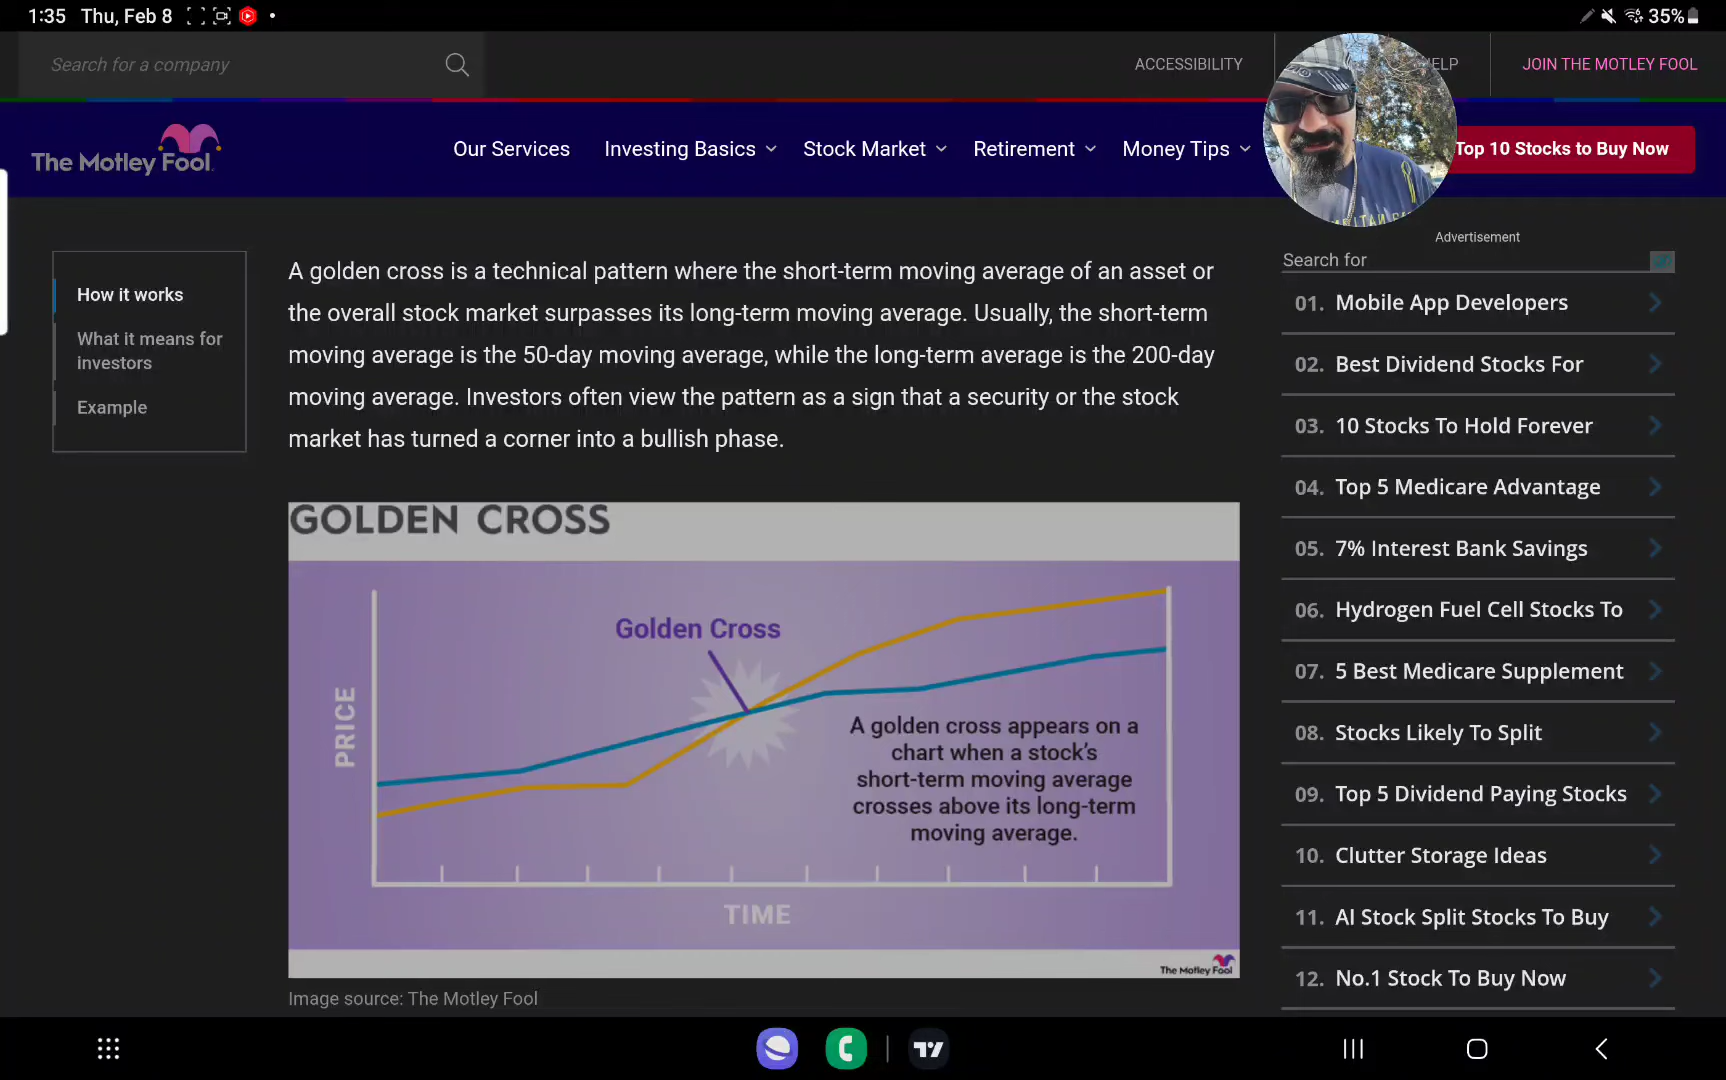 1:35 Thu, Feb 8
35%
Search for a company
ACCESSIBILITY
JOIN THE MOTLEY FOOL
The Motley Fool
Our Services
Investing Basics
Stock Market
Retirement
Money Tips
Top 10 Stocks to Buy Now
How it works
What it means for
investors
Example
A golden cross is a technical pattern where the short-term moving average of an asset or
the overall stock market surpasses its long-term moving average. Usually, the short-term
moving average is the 50-day moving average, while the long-term average is the 200-day
moving average. Investors often view the pattern as a sign that a security or the stock
market has turned a corner into a bullish phase.
GOLDEN CROSS
Golden Cross
PRICE
A golden cross appears on a
chart when a stock's
short-term moving average
crosses above its long-term
moving average.
TIME
The Motley Fool
Image source: The Motley Fool
Advertisement
Search for
01. Mobile App Developers
02. Best Dividend Stocks For
03. 10 Stocks To Hold Forever
04. Top 5 Medicare Advantage
05. 7% Interest Bank Savings
06. Hydrogen Fuel Cell Stocks To
07. 5 Best Medicare Supplement
08. Stocks Likely To Split
09. Top 5 Dividend Paying Stocks
10. Clutter Storage Ideas
11. AI Stock Split Stocks To Buy
12. No.1 Stock To Buy Now